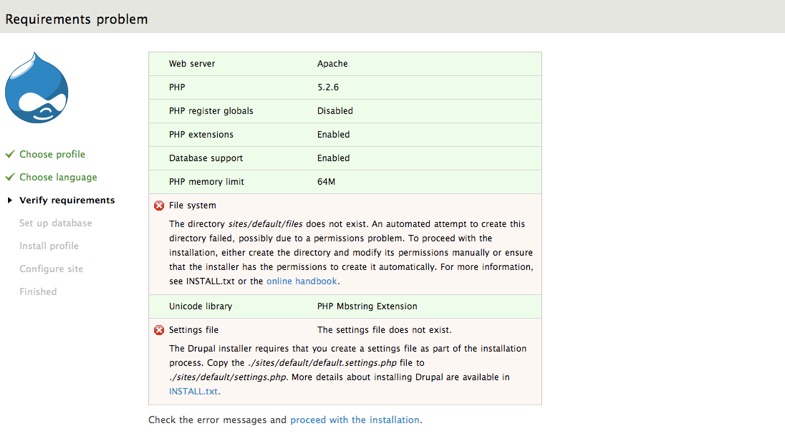 Requirements problem
Choose profile
Choose language
Verify requirements
Set up database
Install profile
Configure site
Finished
Web server Apache
PHP 5.2.6
PHP register globals Disabled
PHP extensions Enabled
Database support Enabled
PHP memory limit 64M
File system
The directory sites/default/files does not exist. An automated attempt to create this
directory failed, possibly due to a permissions problem. To proceed with the
installation, either create the directory and modify its permissions manually or ensure
that the installer has the permissions to create it automatically. For more information,
see INSTALL.txt or the online handbook.
Unicode library PHP Mbstring Extension
Settings file The settings file does not exist.
The Drupal installer requires that you create a settings file as part of the installation
process. Copy the ./sites/default/default.settings.php file to
./sites/default/settings.php. More details about installing Drupal are available in
INSTALL.txt.
Check the error messages and proceed with the installation.